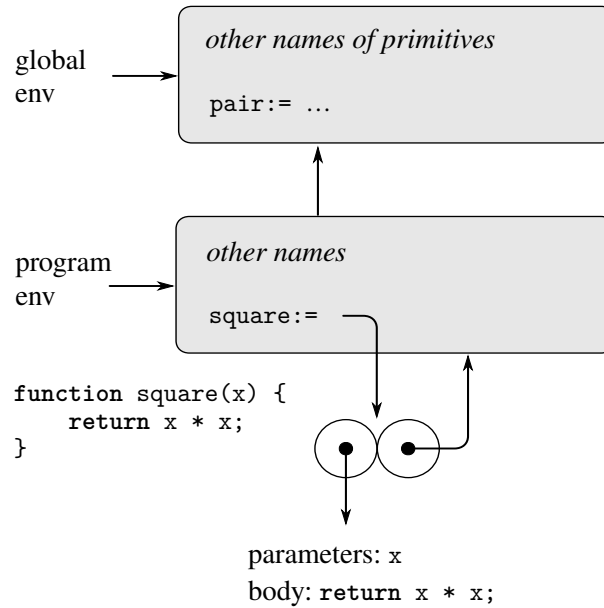 other names of primitives
global
env
pair:= ...
other names
program
env
square:=
function square(x) {
    return x * x;
}
parameters: x
body: return x * x;